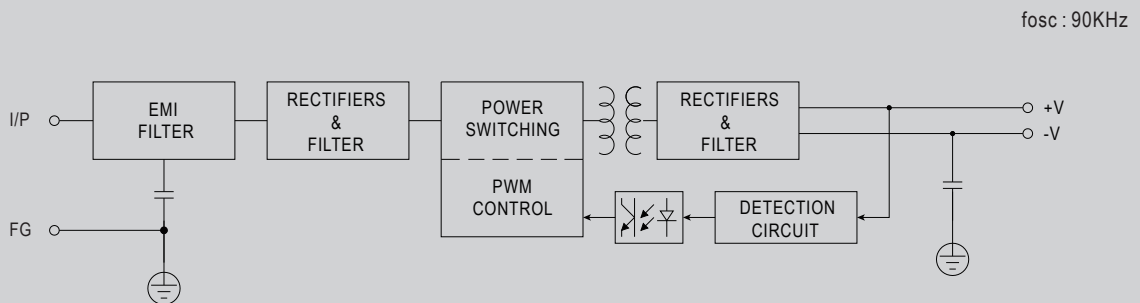 fosc : 90KHz
I/P
EMI
FILTER
RECTIFIERS
&
FILTER
POWER
SWITCHING
PWM
CONTROL
RECTIFIERS
&
FILTER
+V
-V
DETECTION
CIRCUIT
FG